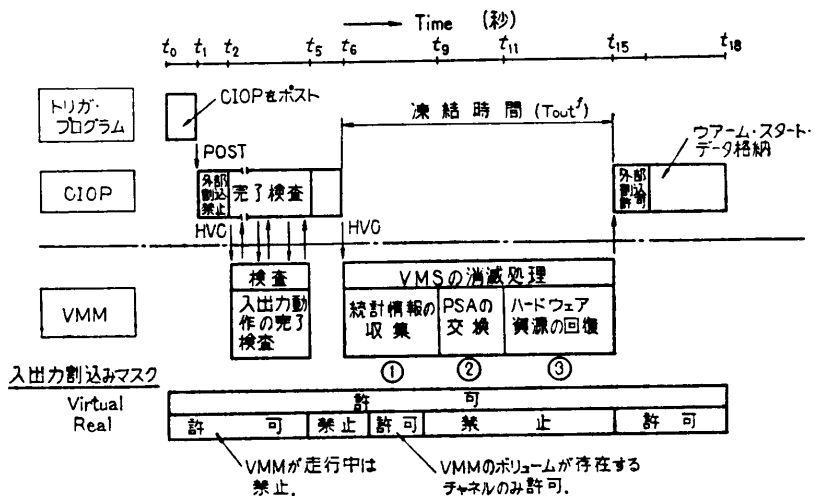 Time (秒)
t₀ t₁ t₂ t₅ t₆ t₉ t₁₁ t₁₅ t₁₈
トリガ・
プログラム
CIOPをポスト
凍結時間 (Toutᶠ)
ウアーム・スタート・
データ格納
POST
CIOP
外部
割込
禁止
完了検査
外部
割込
許可
HVC
HVC
VMM
検査
入出力動
作の完了
検査
VMSの消滅処理
統計情報の
収集
PSAの
交換
ハードウェア
資源の回復
① ② ③
入出力割込みマスク
Virtual
許可
Real
許可 禁止 許可 禁止 許可
VMMが走行中は
禁止.
VMMのボリュームが存在する
チャネルのみ許可.